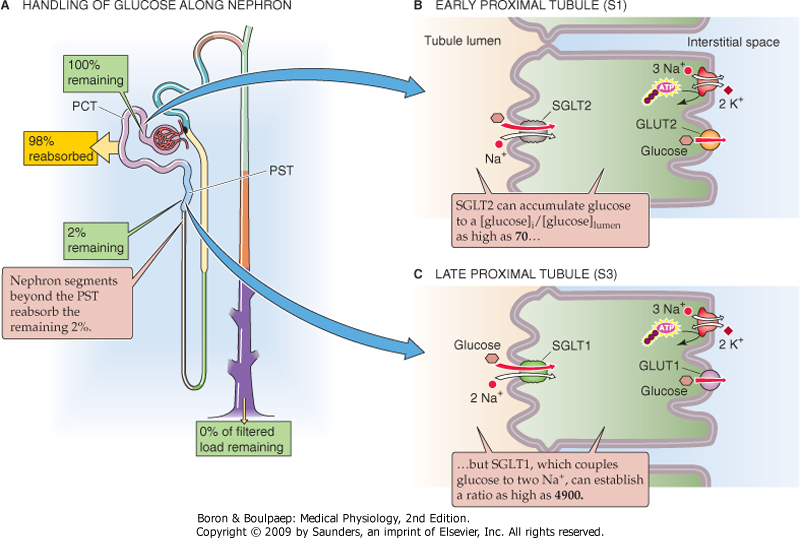 A HANDLING OF GLUCOSE ALONG NEPHRON
100%
remaining
PCT
98%
reabsorbed
PST
2%
remaining
Nephron segments
beyond the PST
reabsorb the
remaining 2%.
0% of filtered
load remaining
B EARLY PROXIMAL TUBULE (S1)
Tubule lumen
Interstitial space
3 Na+
ATP
2 K+
SGLT2
GLUT2
Glucose
Na+
SGLT2 can accumulate glucose
to a [glucose]i/[glucose]lumen
as high as 70…
C LATE PROXIMAL TUBULE (S3)
3 Na+
ATP
2 K+
Glucose
SGLT1
GLUT1
Glucose
2 Na+
…but SGLT1, which couples
glucose to two Na+, can establish
a ratio as high as 4900.
Boron & Boulpaep: Medical Physiology, 2nd Edition.
Copyright © 2009 by Saunders, an imprint of Elsevier, Inc. All rights reserved.